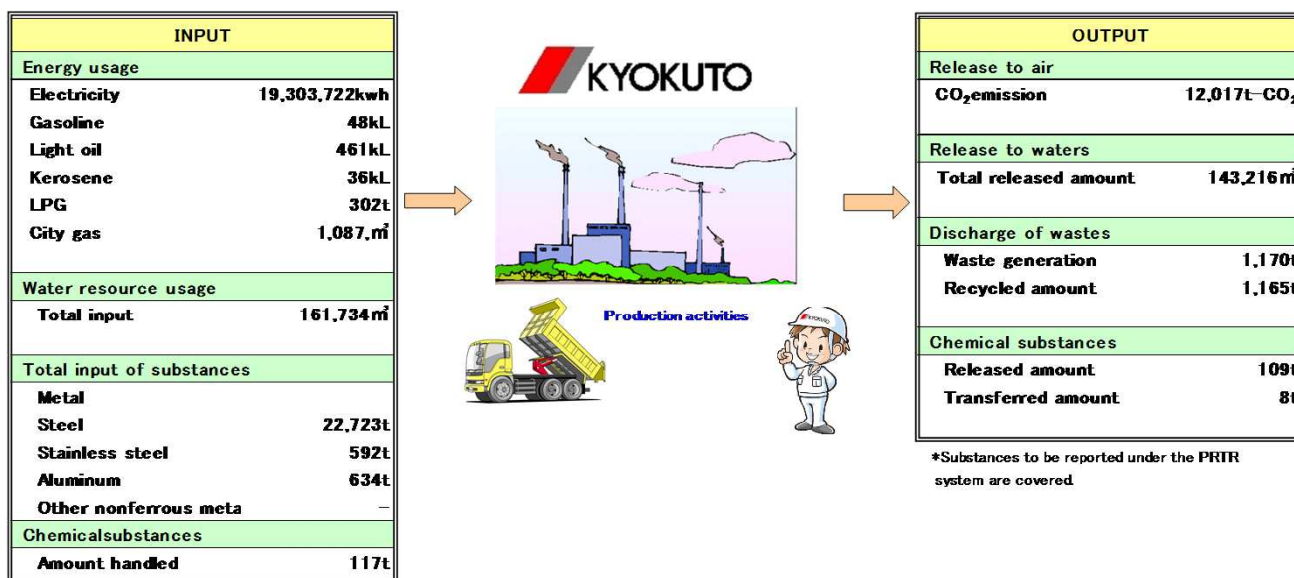 INPUT
Energy usage
Electricity 19,303,722kwh
Gasoline 48kL
Light oil 461kL
Kerosene 36kL
LPG 302t
City gas 1,087,㎥
Water resource usage
Total input 161,734㎥
Total input of substances
Metal
Steel 22,723t
Stainless steel 592t
Aluminum 634t
Other nonferrous meta –
Chemicalsubstances
Amount handled 117t
KYOKUTO
Production activities
KYOKUTO
OUTPUT
Release to air
CO₂emission 12,017t-CO₂
Release to waters
Total released amount 143,216㎥
Discharge of wastes
Waste generation 1,170t
Recycled amount 1,165t
Chemical substances
Released amount 109t
Transferred amount 8t
*Substances to be reported under the PRTR
system are covered.